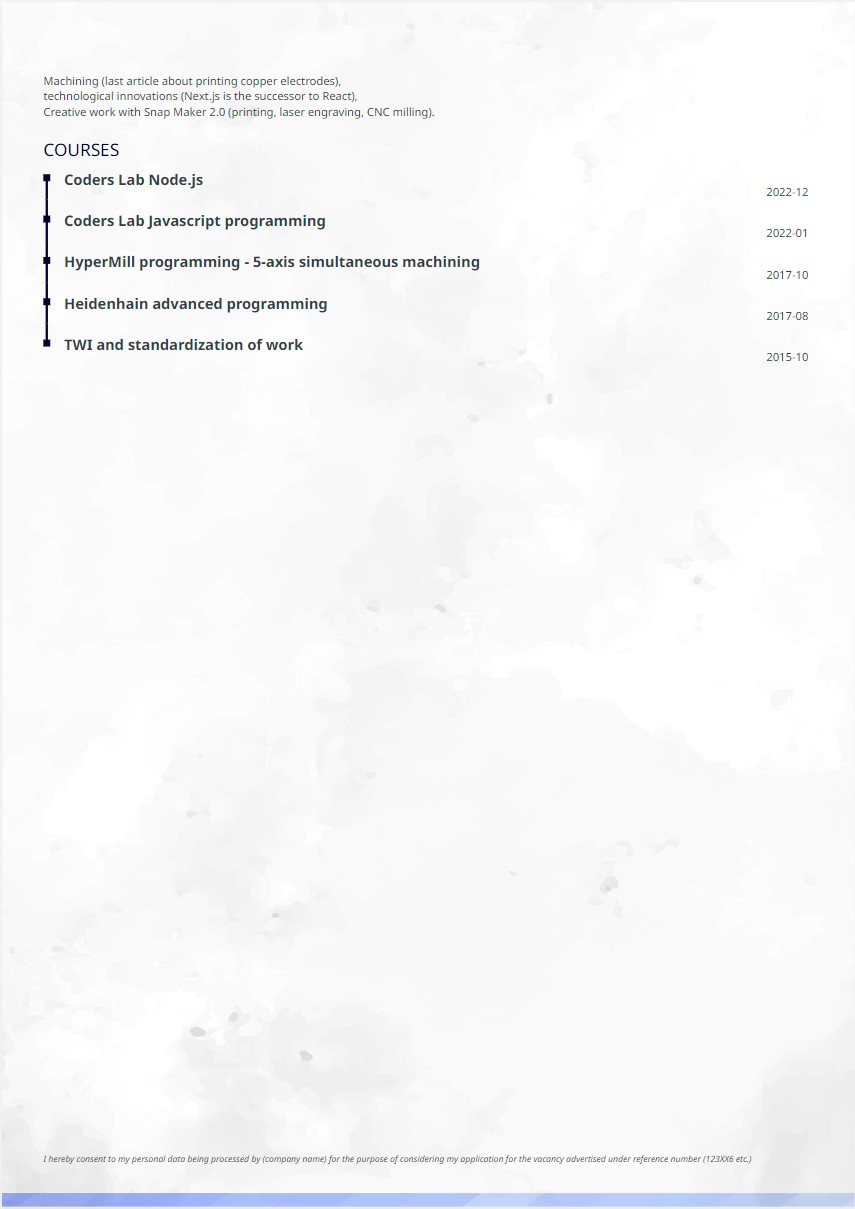 Machining (last article about printing copper electrodes),
technological innovations (Next.js is the successor to React),
Creative work with Snap Maker 2.0 (printing, laser engraving, CNC milling).
COURSES
Coders Lab Node.js
2022-12
Coders Lab Javascript programming
2022-01
HyperMill programming - 5-axis simultaneous machining
2017-10
Heidenhain advanced programming
2017-08
TWI and standardization of work
2015-10
I hereby consent to my personal data being processed by (company name) for the purpose of considering my application for the vacancy advertised under reference number (123XX6 etc.)